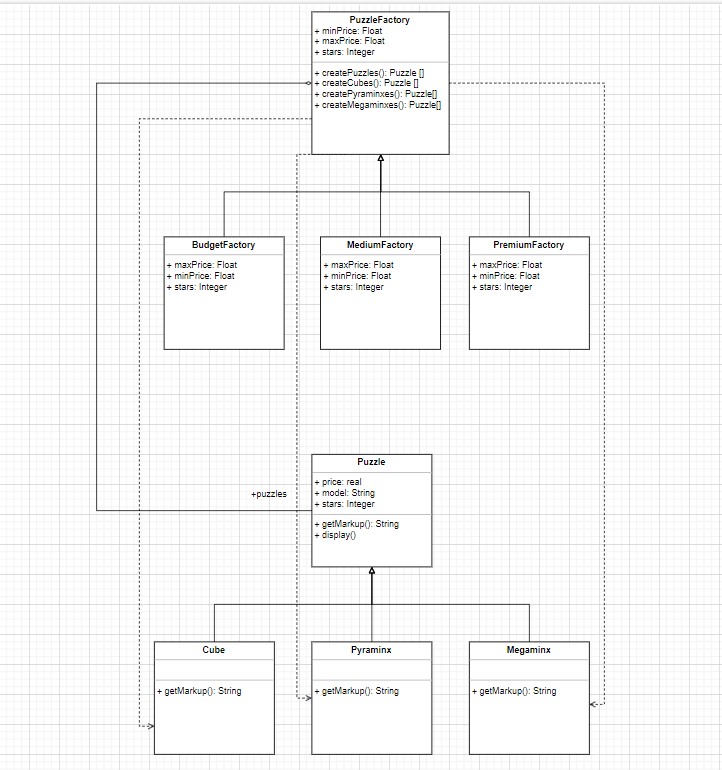 PuzzleFactory
+ minPrice: Float
+ maxPrice: Float
+ stars: Integer
+ createPuzzles(): Puzzle []
+ createCubes(): Puzzle []
+ createPyraminxes(): Puzzle[]
+ createMegaminxes(): Puzzle[]
BudgetFactory
+ maxPrice: Float
+ minPrice: Float
+ stars: Integer
MediumFactory
+ maxPrice: Float
+ minPrice: Float
+ stars: Integer
PremiumFactory
+ maxPrice: Float
+ minPrice: Float
+ stars: Integer
Puzzle
+ price: real
+ model: String
+ stars: Integer
+ getMarkup(): String
+ display()
+puzzles
Cube
+ getMarkup(): String
Pyraminx
+ getMarkup(): String
Megaminx
+ getMarkup(): String